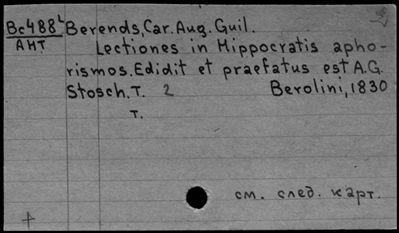 Bc488ᴸ Berends, Car. Aug. Guil.
АНТ Lectiones in Hippocratis apho-
rismos. Edidit et praefatus est A.G.
Stosch. T. 2 Berolini, 1830
т.
см. след. карт.